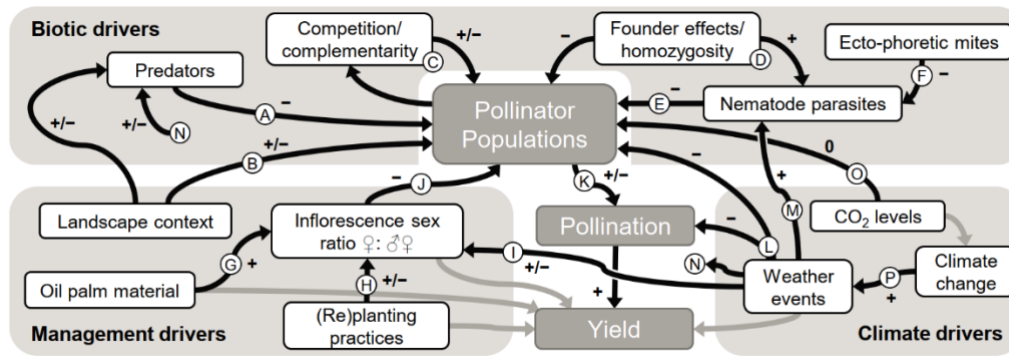 Biotic drivers
Competition/
complementarity
C
+/−
−
Founder effects/
homozygosity
D
+
Ecto-phoretic mites
F
−
Predators
+/−
+/−
N
A
−
B
+/−
Pollinator
Populations
E
−
Nematode parasites
0
O
−
+
M
K
+/−
−
J
Landscape context
Inflorescence sex
ratio ♀: ♂♀
Pollination
−
L
CO₂ levels
G
+
I
+/−
N
Oil palm material
H
+/−
+
Weather
events
P
+
Climate
change
(Re)planting
practices
Yield
Management drivers
Climate drivers